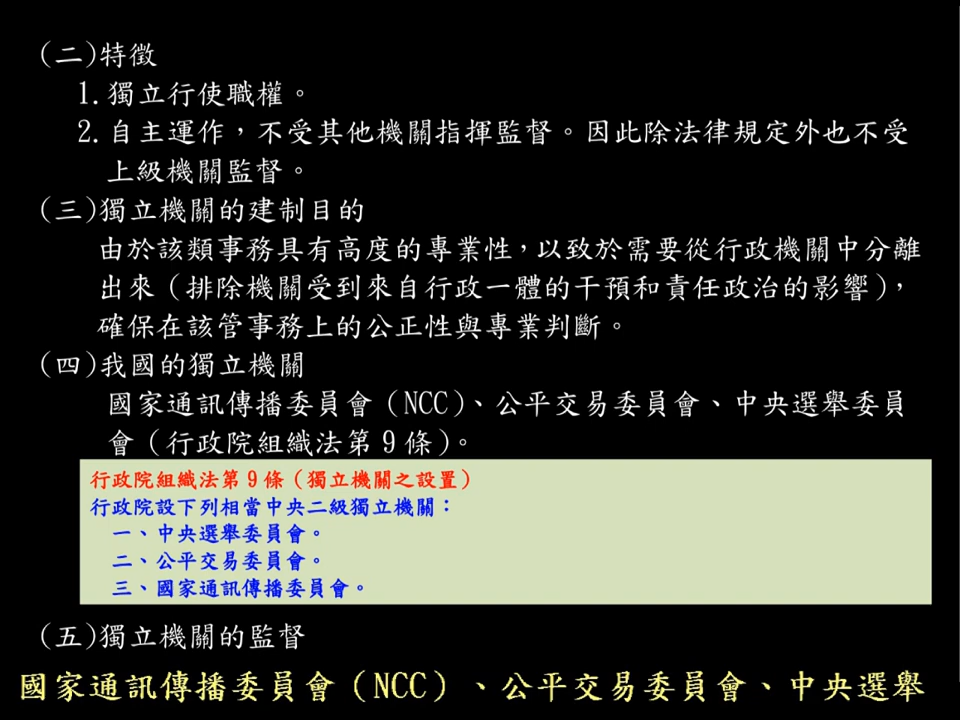 (二)特徵
1.獨立行使職權。
2.自主運作，不受其他機關指揮監督。因此除法律規定外也不受
上級機關監督。
(三)獨立機關的建制目的
由於該類事務具有高度的專業性，以致於需要從行政機關中分離
出來（排除機關受到來自行政一體的干預和責任政治的影響），
確保在該管事務上的公正性與專業判斷。
(四)我國的獨立機關
國家通訊傳播委員會（NCC）、公平交易委員會、中央選舉委員
會（行政院組織法第 9 條）。
行政院組織法第 9 條（獨立機關之設置）
行政院設下列相當中央二級獨立機關：
一、中央選舉委員會。
二、公平交易委員會。
三、國家通訊傳播委員會。
(五)獨立機關的監督
國家通訊傳播委員會（NCC）、公平交易委員會、中央選舉